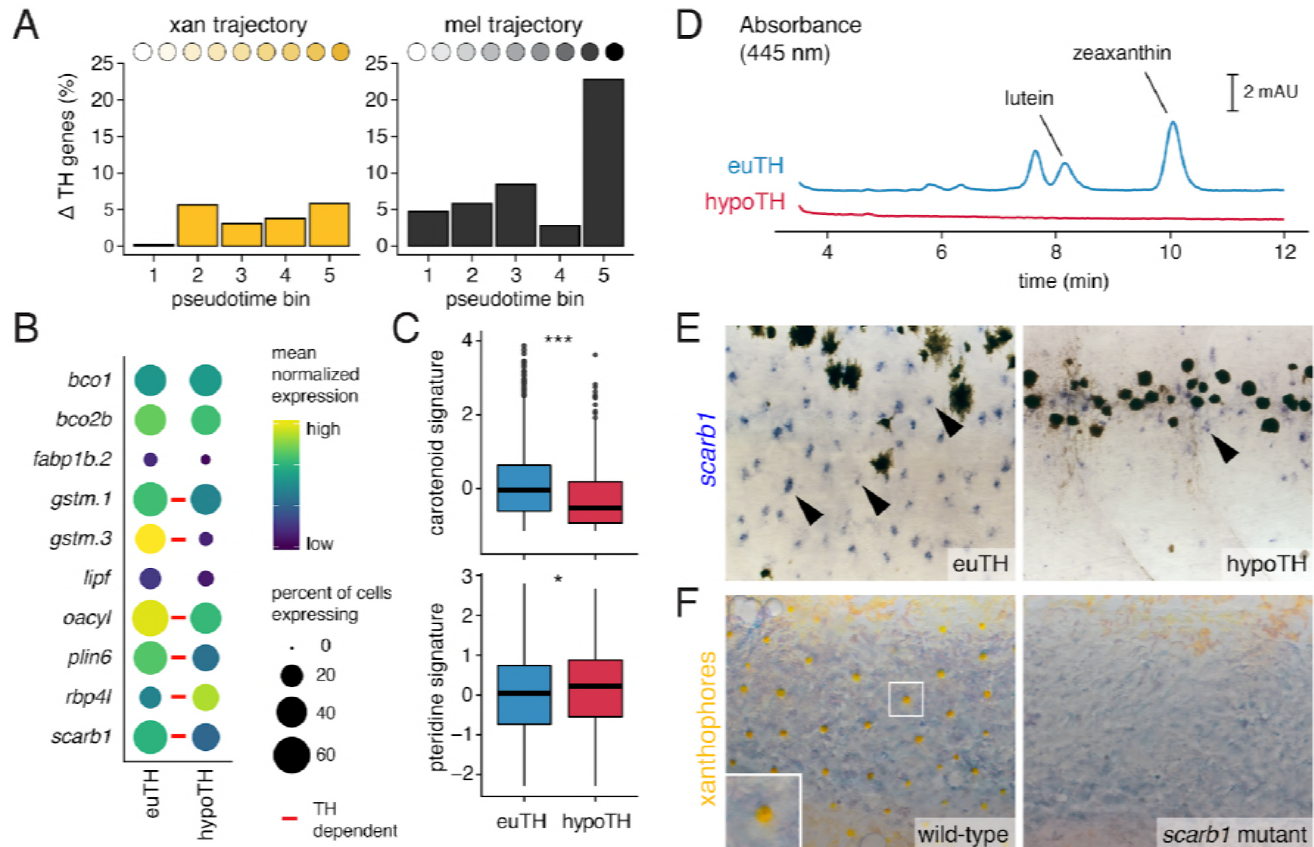 A
xan trajectory
mel trajectory
Δ TH genes (%)
25
20
15
10
5
0
1 2 3 4 5
pseudotime bin
25
20
15
10
5
0
1 2 3 4 5
pseudotime bin
B
bco1
bco2b
fabp1b.2
gstm.1
gstm.3
lipf
oacyl
plin6
rbp4l
scarb1
euTH
hypoTH
mean
normalized
expression
high
low
percent of cells
expressing
0
20
40
60
TH
dependent
C
carotenoid signature
4
2
0
***
pteridine signature
3
2
1
0
−1
−2
*
euTH hypoTH
D
Absorbance
(445 nm)
zeaxanthin
lutein
2 mAU
euTH
hypoTH
4 6 8 10 12
time (min)
E
scarb1
euTH
hypoTH
F
xanthophores
wild-type
scarb1 mutant